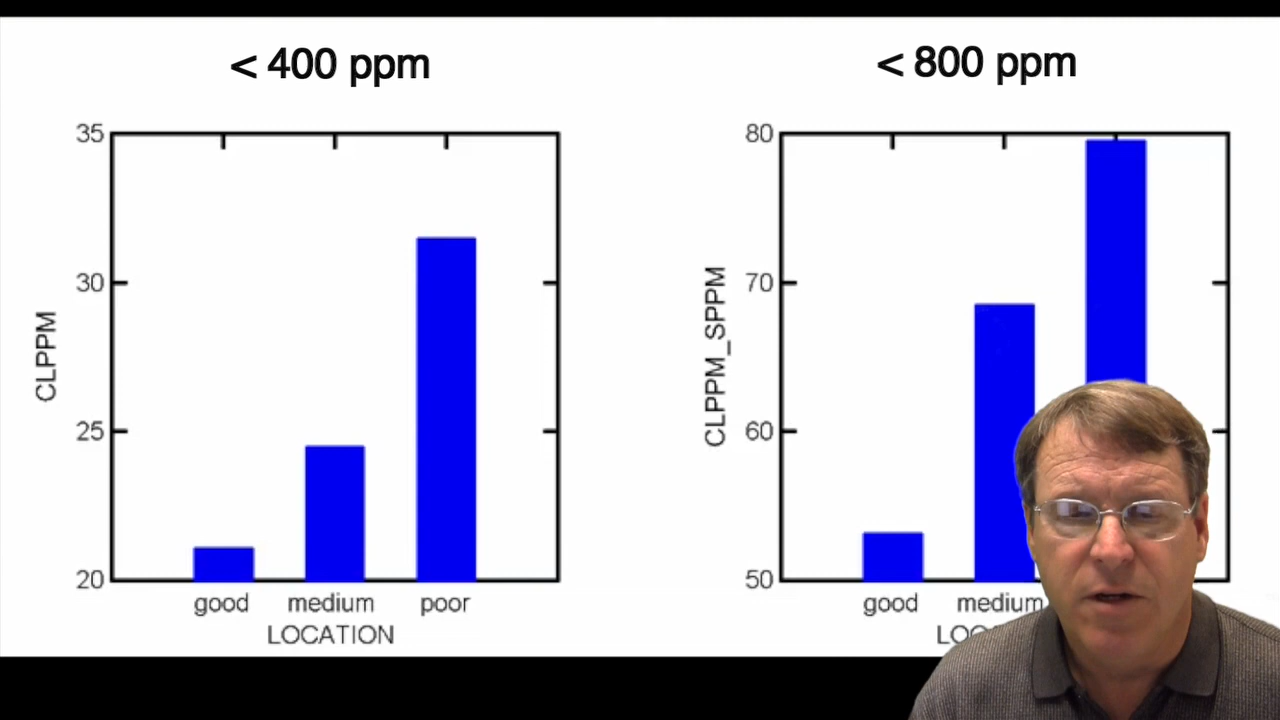 < 400 ppm
35
30
25
20
CLPPM
good medium poor
LOCATION
< 800 ppm
80
70
60
50
CLPPM_SPPM
good medium